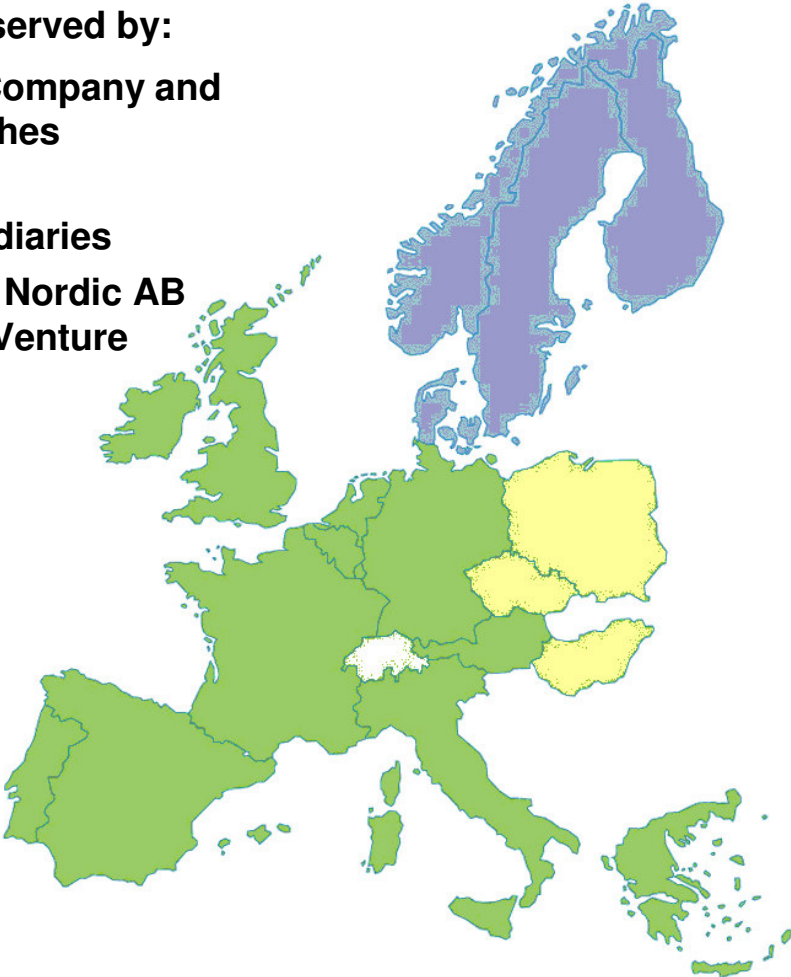 served by:
Company and
hes
diaries
Nordic AB
Venture